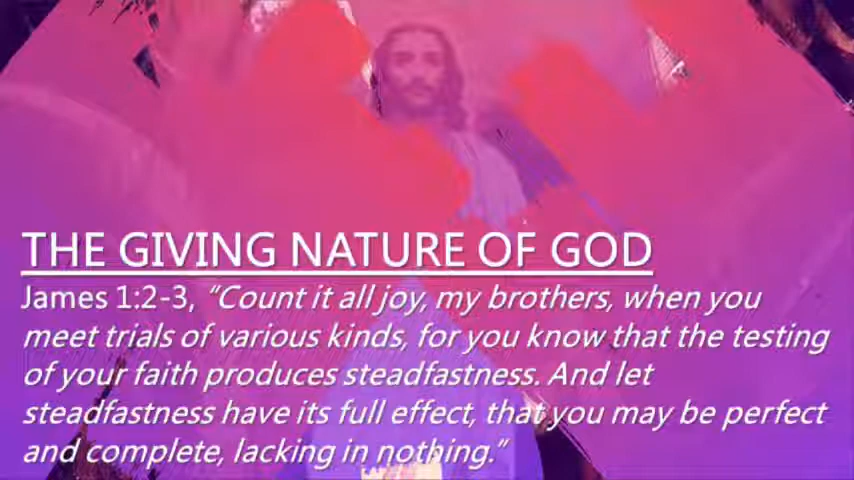 THE GIVING NATURE OF GOD
James 1:2-3, “Count it all joy, my brothers, when you
meet trials of various kinds, for you know that the testing
of your faith produces steadfastness. And let
steadfastness have its full effect, that you may be perfect
and complete, lacking in nothing.”